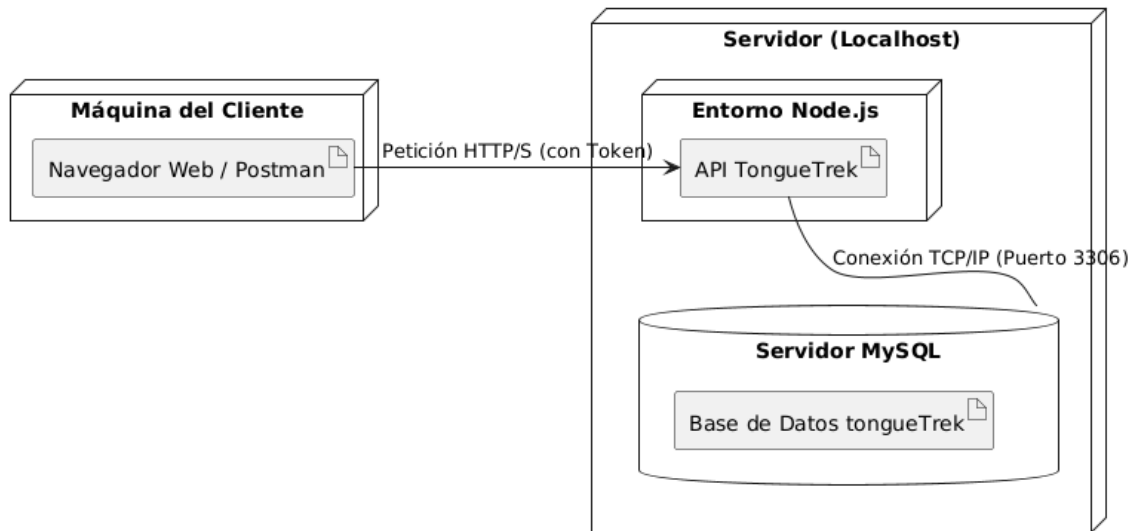 Servidor (Localhost)
Máquina del Cliente
Navegador Web / Postman
Petición HTTP/S (con Token)
Entorno Node.js
API TongueTrek
Conexión TCP/IP (Puerto 3306)
Servidor MySQL
Base de Datos tongueTrek